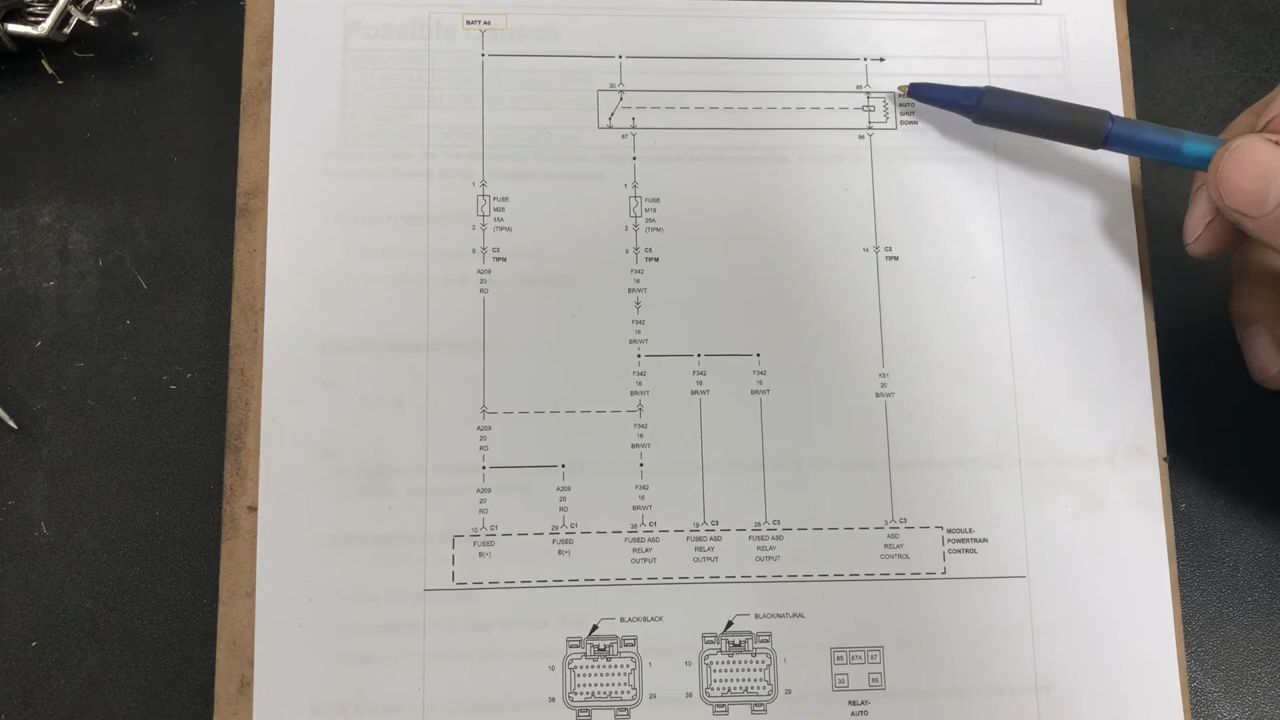 Possible Causes
BATT A0
30
85
AUTO
SHUT
DOWN
87
86
1
FUSE
M20
15A
2
(TIPM)
1
FUSE
M19
25A
2
(TIPM)
8
C2
TIPM
9
C5
TIPM
14
C3
TIPM
A209
20
RD
F342
16
BR/WT
F342
16
BR/WT
F342
16
BR/WT
F342
16
BR/WT
F342
16
BR/WT
K51
20
BR/WT
A209
20
RD
F342
16
BR/WT
A209
20
RD
A209
20
RD
F342
16
BR/WT
10 C1
29 C1
38 C1
19 C3
28 C3
3 C3
FUSED
B(+)
FUSED
B(+)
FUSED ASD
RELAY
OUTPUT
FUSED ASD
RELAY
OUTPUT
FUSED ASD
RELAY
OUTPUT
ASD
RELAY
CONTROL
MODULE-
POWERTRAIN
CONTROL
BLACK/BLACK
BLACK/NATURAL
10
1
38
29
10
1
38
29
85 87A 87
30 86
RELAY-
AUTO